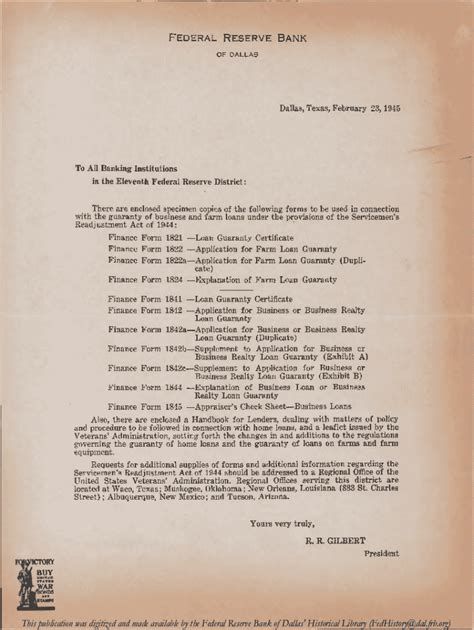 FEDERAL RESERVE BANK
OF DALLAS
Dallas, Texas, February 23, 1945
To All Banking Institutions
in the Eleventh Federal Reserve District:
There are enclosed specimen copies of the following forms to be used in connection
with the guaranty of business and farm loans under the provisions of the Servicemen's
Readjustment Act of 1944:
Finance Form 1821 —Loan Guaranty Certificate
Finance Form 1822 —Application for Farm Loan Guaranty
Finance Form 1822a—Application for Farm Loan Guaranty (Dupli-
cate)
Finance Form 1824 —Explanation of Farm Loan Guaranty
Finance Form 1841 —Loan Guaranty Certificate
Finance Form 1842 —Application for Business or Business Realty
Loan Guaranty
Finance Form 1842a—Application for Business or Business Realty
Loan Guaranty (Duplicate)
Finance Form 1842b—Supplement to Application for Business or
Business Realty Loan Guaranty (Exhibit A)
Finance Form 1842c—Supplement to Application for Business or
Business Realty Loan Guaranty (Exhibit B)
Finance Form 1844 —Explanation of Business Loan or Business
Realty Loan Guaranty
Finance Form 1845 —Appraiser's Check Sheet—Business Loans
Also, there are enclosed a Handbook for Lenders, dealing with matters of policy
and procedure to be followed in connection with home loans, and a leaflet issued by the
Veterans' Administration, setting forth the changes in and additions to the regulations
governing the guaranty of home loans and the guaranty of loans on farms and farm
equipment.
Requests for additional supplies of forms and additional information regarding the
Servicemen's Readjustment Act of 1944 should be addressed to a Regional Office of the
United States Veterans' Administration. Regional Offices serving this district are
located at Waco, Texas; Muskogee, Oklahoma; New Orleans, Louisiana (833 St. Charles
Street); Albuquerque, New Mexico; and Tucson, Arizona.
Yours very truly,
R. R. GILBERT
President
FOR VICTORY
BUY
UNITED
STATES
WAR
BONDS
AND
STAMPS
This publication was digitized and made available by the Federal Reserve Bank of Dallas' Historical Library (FedHistory@dal.frb.org)